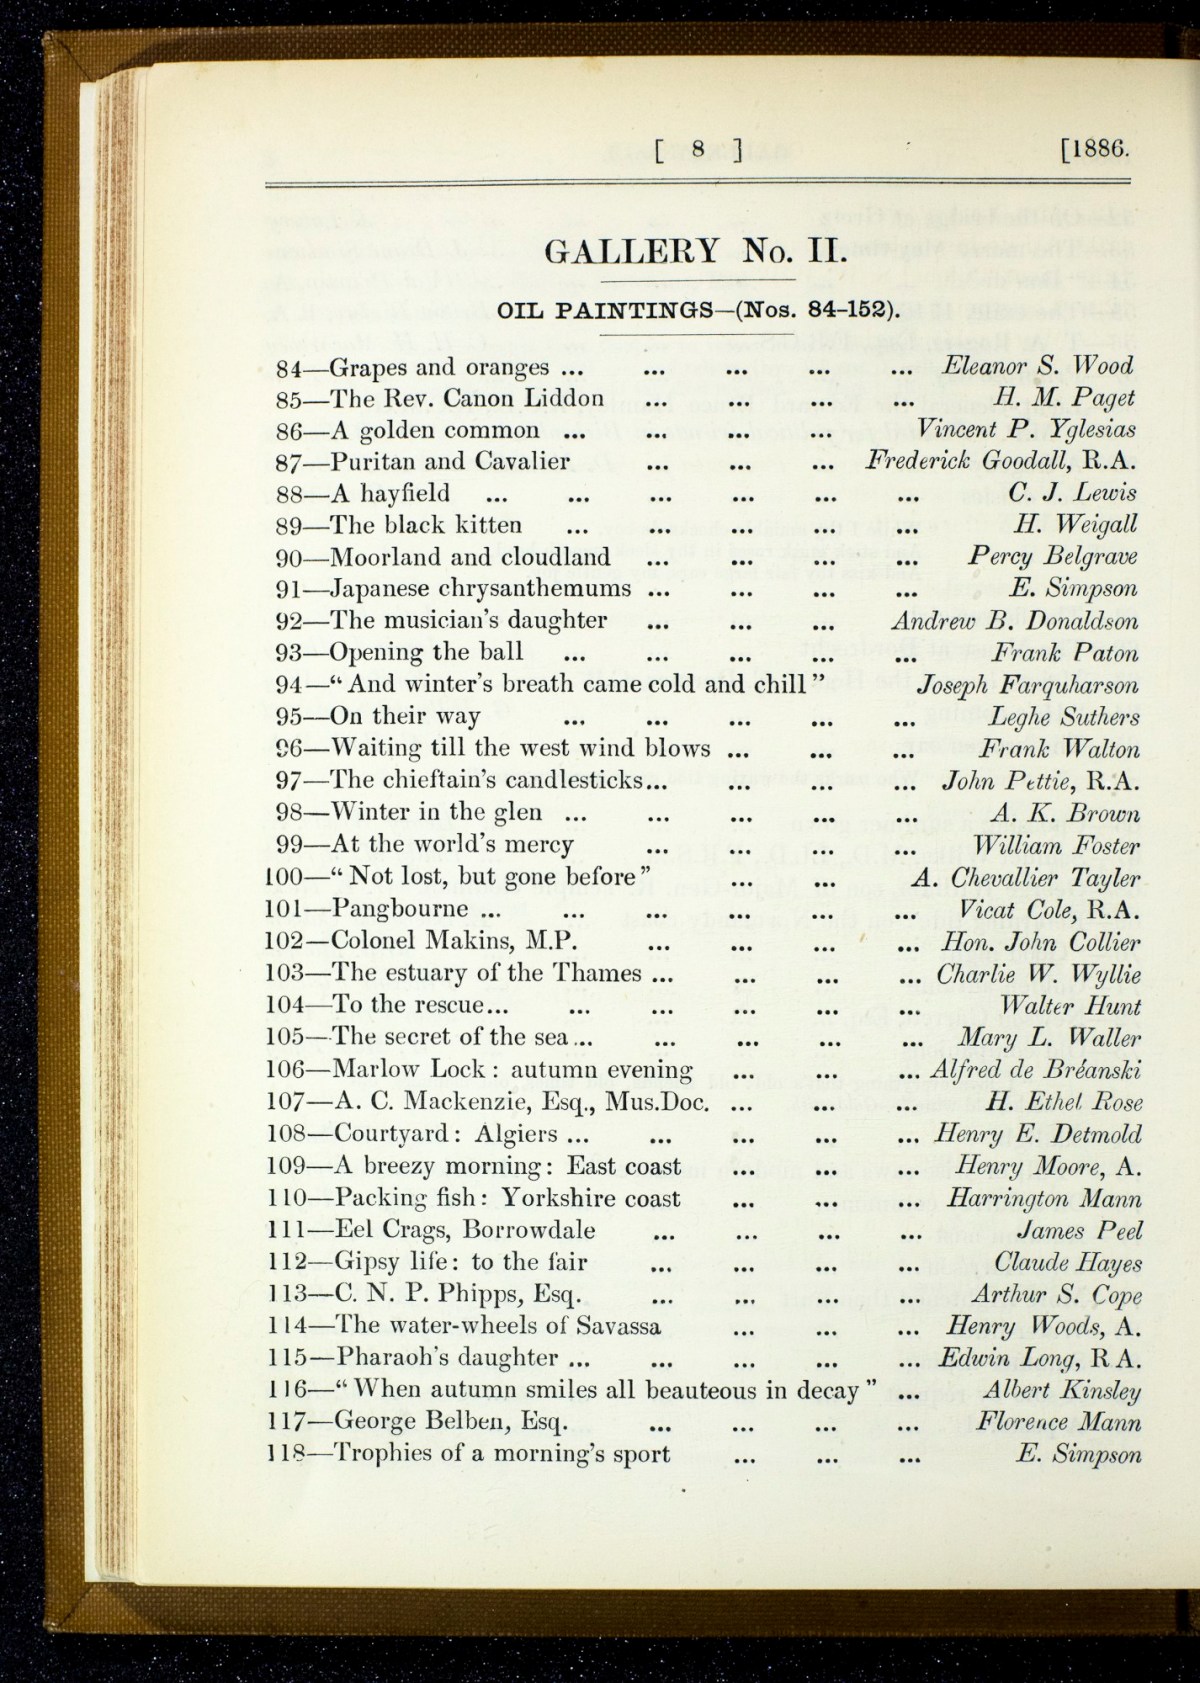 [ 8 ] [1886.
GALLERY No. II.
OIL PAINTINGS—(Nos. 84-152).
84—Grapes and oranges ... ... ... ... ... Eleanor S. Wood
85—The Rev. Canon Liddon ... ... ... ... H. M. Paget
86—A golden common ... ... ... ... Vincent P. Yglesias
87—Puritan and Cavalier ... ... ... Frederick Goodall, R.A.
88—A hayfield ... ... ... ... ... ... C. J. Lewis
89—The black kitten ... ... ... ... ... H. Weigall
90—Moorland and cloudland ... ... ... ... Percy Belgrave
91—Japanese chrysanthemums ... ... ... ... E. Simpson
92—The musician's daughter ... ... ... Andrew B. Donaldson
93—Opening the ball ... ... ... ... ... Frank Paton
94—“And winter's breath came cold and chill” Joseph Farquharson
95—On their way ... ... ... ... ... Leghe Suthers
96—Waiting till the west wind blows ... ... ... Frank Walton
97—The chieftain's candlesticks... ... ... ... John Pettie, R.A.
98—Winter in the glen ... ... ... ... ... A. K. Brown
99—At the world's mercy ... ... ... ... William Foster
100—“Not lost, but gone before” ... ... A. Chevallier Tayler
101—Pangbourne ... ... ... ... ... ... Vicat Cole, R.A.
102—Colonel Makins, M.P. ... ... ... ... Hon. John Collier
103—The estuary of the Thames ... ... ... ... Charlie W. Wyllie
104—To the rescue... ... ... ... ... ... Walter Hunt
105—The secret of the sea... ... ... ... ... Mary L. Waller
106—Marlow Lock: autumn evening ... ... ... Alfred de Bréanski
107—A. C. Mackenzie, Esq., Mus.Doc. ... ... ... H. Ethel Rose
108—Courtyard: Algiers ... ... ... ... ... Henry E. Detmold
109—A breezy morning: East coast ... ... ... Henry Moore, A.
110—Packing fish: Yorkshire coast ... ... Harrington Mann
111—Eel Crags, Borrowdale ... ... ... ... James Peel
112—Gipsy life: to the fair ... ... ... ... Claude Hayes
113—C. N. P. Phipps, Esq. ... ... ... ... Arthur S. Cope
114—The water-wheels of Savassa ... ... ... Henry Woods, A.
115—Pharaoh's daughter ... ... ... ... ... Edwin Long, R A.
116—“When autumn smiles all beauteous in decay” ... Albert Kinsley
117—George Belben, Esq. ... ... ... ... Florence Mann
118—Trophies of a morning's sport ... ... ... E. Simpson